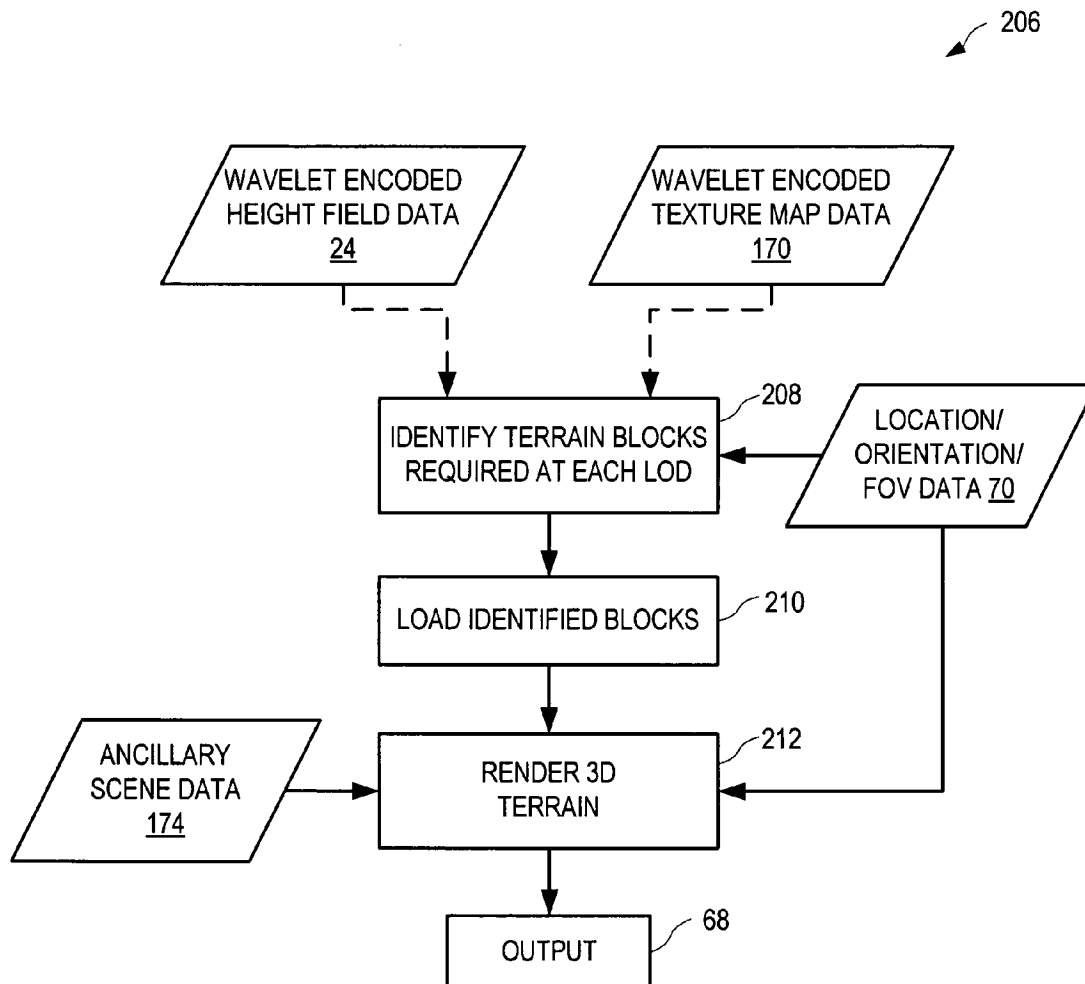 206
WAVELET ENCODED
HEIGHT FIELD DATA
24
WAVELET ENCODED
TEXTURE MAP DATA
170
208
IDENTIFY TERRAIN BLOCKS
REQUIRED AT EACH LOD
LOCATION/
ORIENTATION/
FOV DATA 70
210
LOAD IDENTIFIED BLOCKS
ANCILLARY
SCENE DATA
174
212
RENDER 3D
TERRAIN
68
OUTPUT